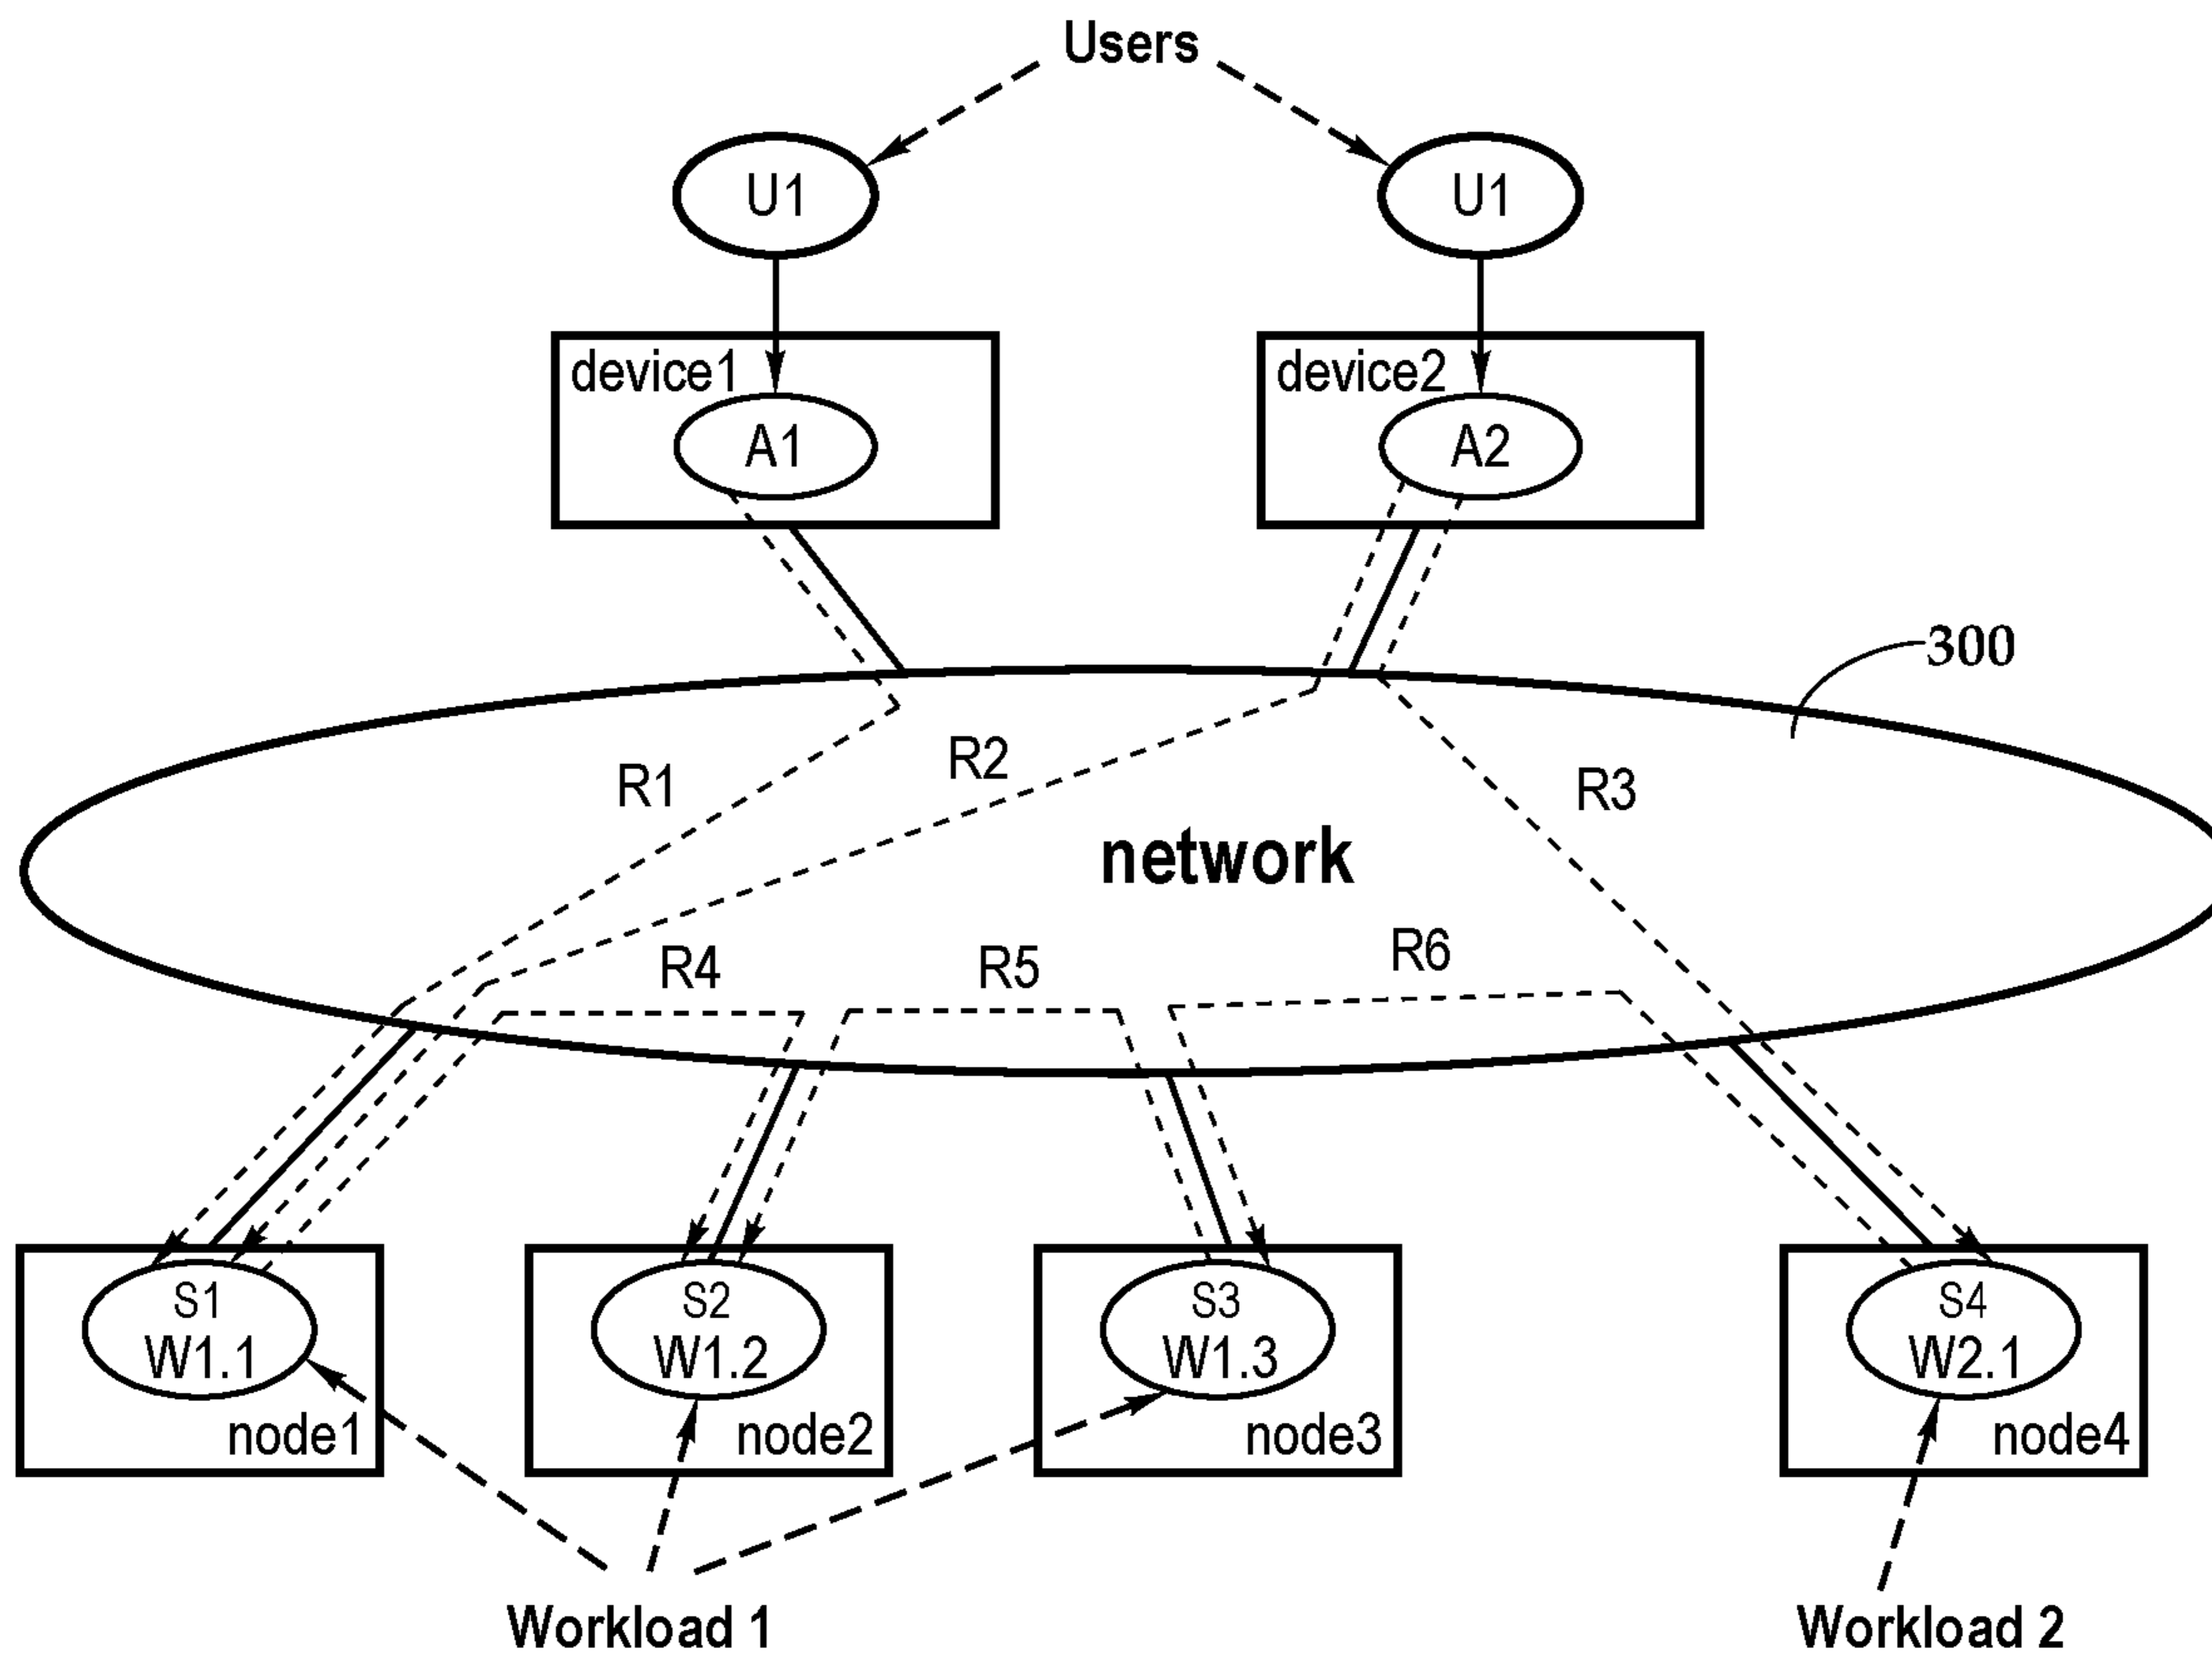 Users
U1
U1
device1
device2
A1
A2
300
R1
R2
R3
network
R4
R5
R6
S1
W1.1
node1
S2
W1.2
node2
S3
W1.3
node3
S4
W2.1
node4
Workload 1
Workload 2